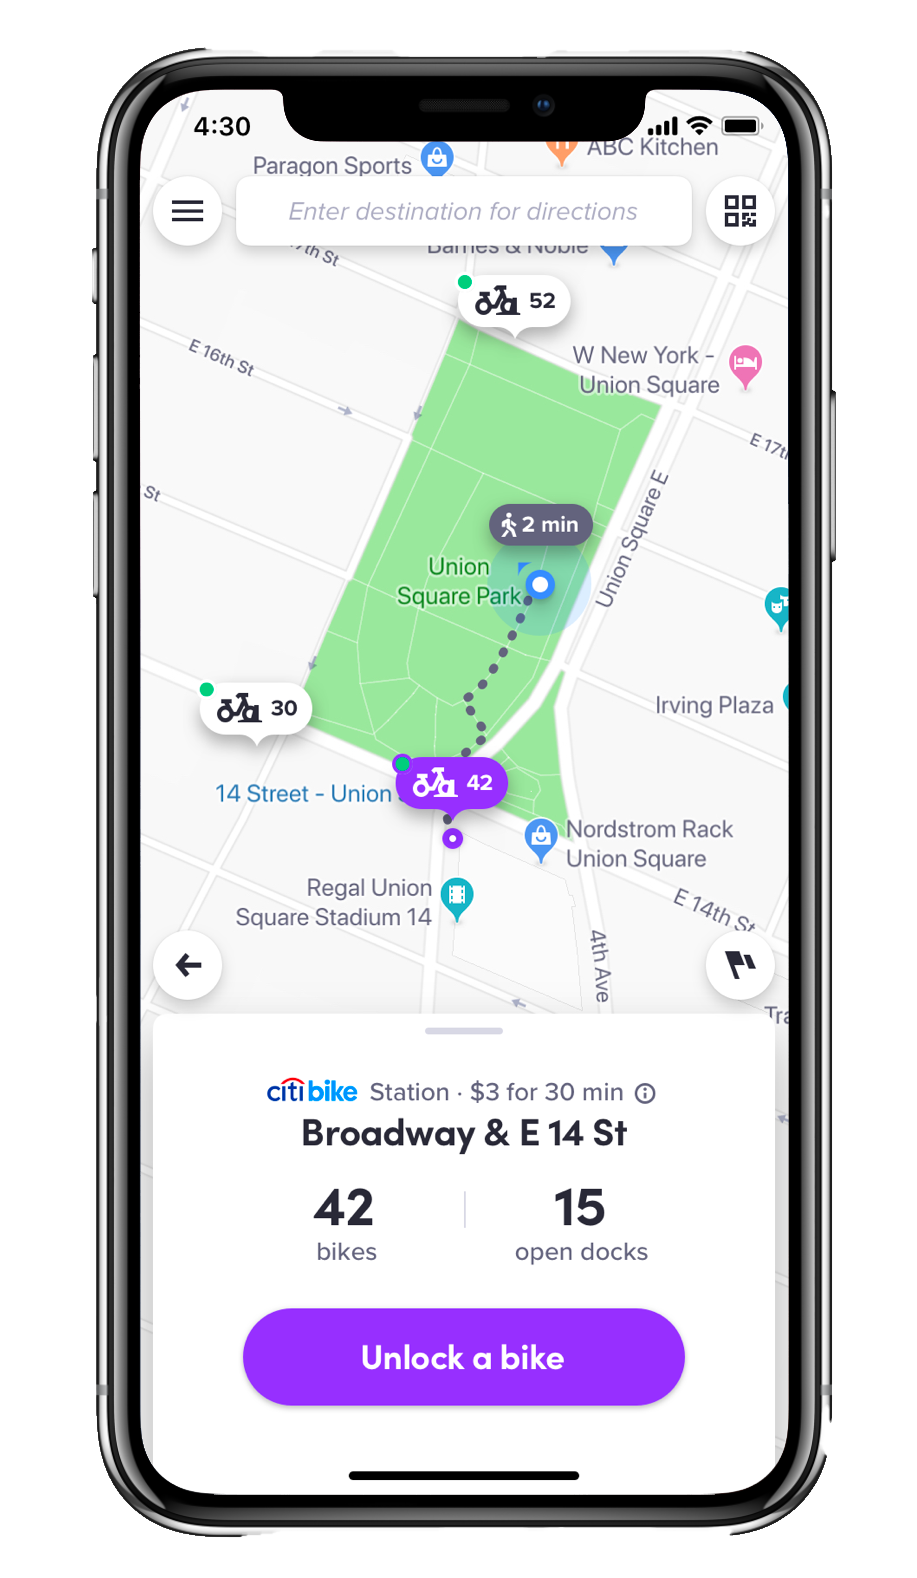 4:30
ABC Kitchen
Paragon Sports
Enter destination for directions
7th St
Barnes & Noble
52
E 16th St
W New York -
Union Square
E 17th
St
2 min
Union Square E
Union
Square Park
30
Irving Plaza
42
14 Street - Union
Nordstrom Rack
Union Square
Regal Union
Square Stadium 14
E 14th St
4th Ave
Tra
citibike Station · $3 for 30 min
Broadway & E 14 St
42
15
bikes
open docks
Unlock a bike